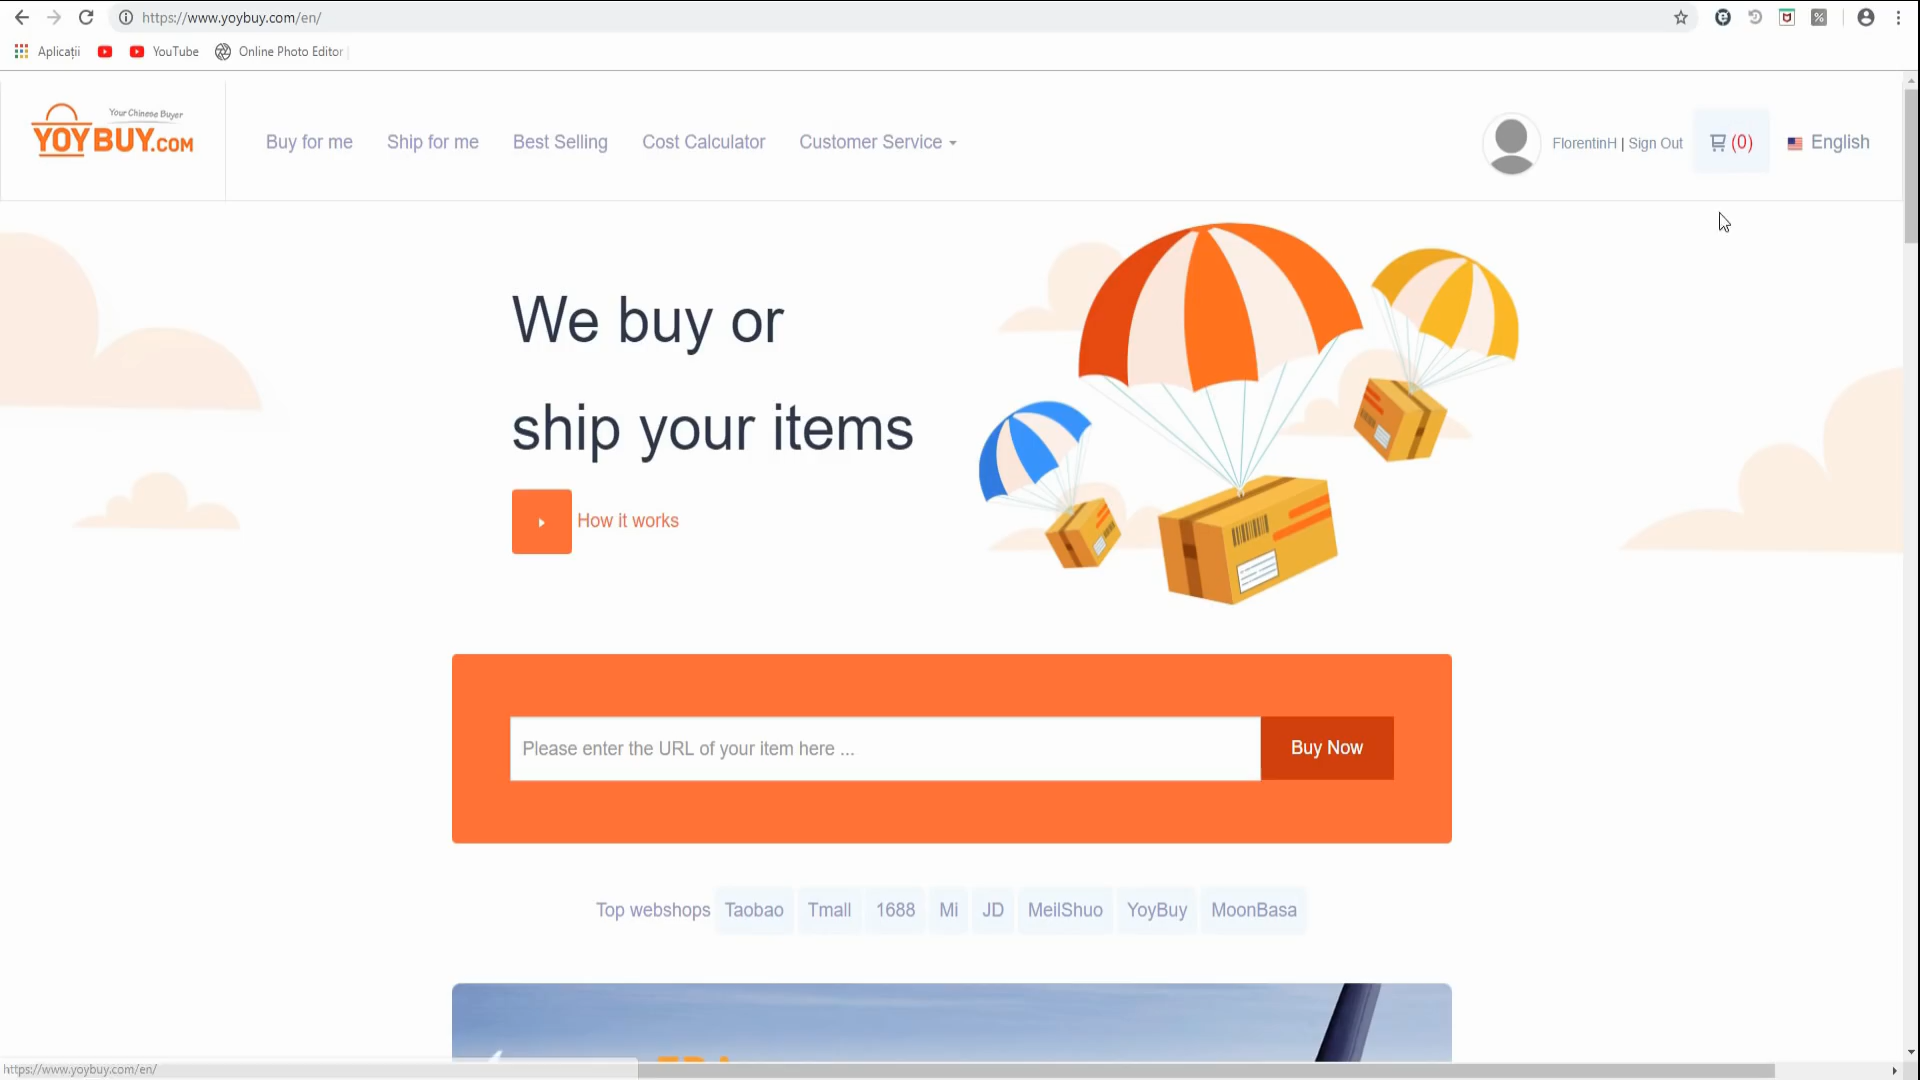 https://www.yoybuy.com/en/
Aplicații
YouTube
Online Photo Editor
Your Chinese Buyer
YOYBUY.COM
Buy for me
Ship for me
Best Selling
Cost Calculator
Customer Service
FlorentinH | Sign Out
(0)
English
We buy or
ship your items
How it works
Please enter the URL of your item here ...
Buy Now
Top webshops Taobao Tmall 1688 Mi JD MeilShuo YoyBuy MoonBasa
https://www.yoybuy.com/en/